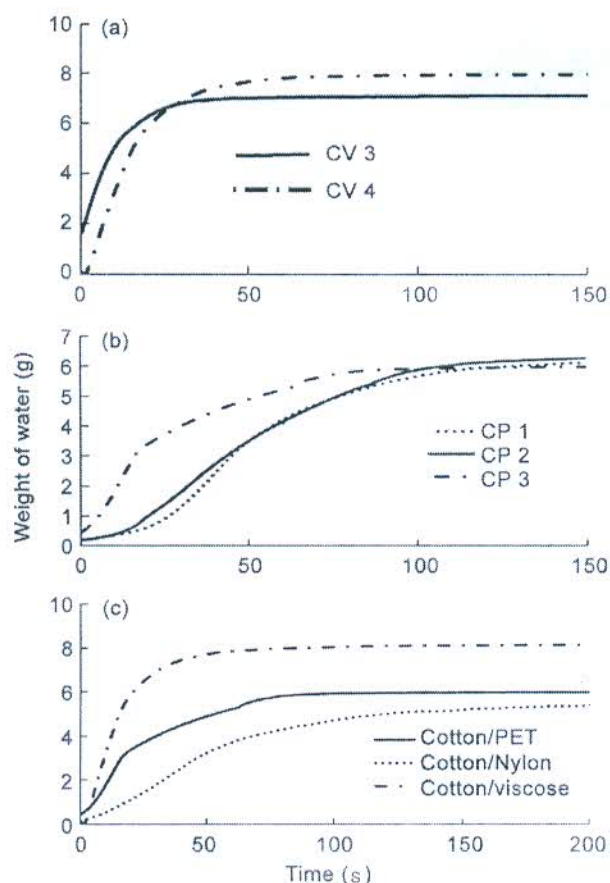 (a)
10
8
6
4
2
0
CV 3
CV 4
0 50 100 150
(b)
7
6
5
4
3
2
1
0
CP 1
CP 2
CP 3
0 50 100 150
Weight of water (g)
(c)
10
8
6
4
2
0
Cotton/PET
Cotton/Nylon
Cotton/viscose
0 50 100 150 200
Time (s)